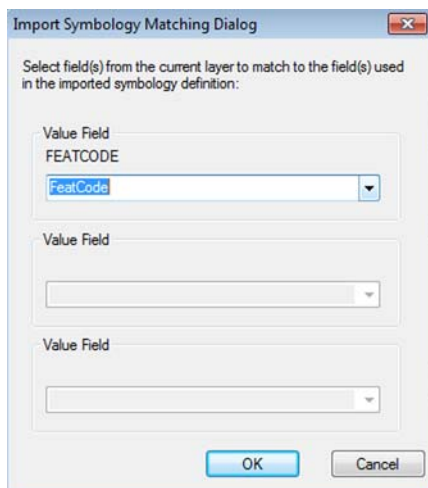 Import Symbology Matching Dialog
Select field(s) from the current layer to match to the field(s) used
in the imported symbology definition:
Value Field
FEATCODE
FeatCode
Value Field
Value Field
OK
Cancel